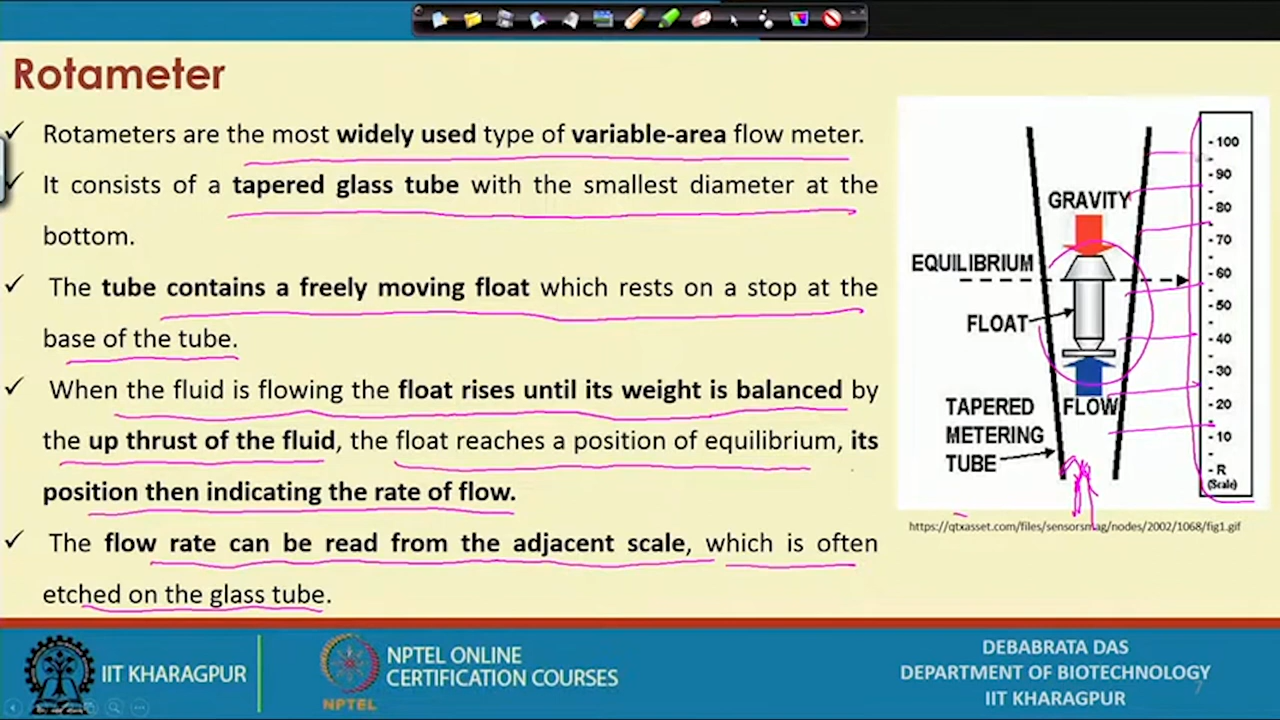 Rotameter
✓ Rotameters are the most widely used type of variable-area flow meter.
✓ It consists of a tapered glass tube with the smallest diameter at the
bottom.
✓ The tube contains a freely moving float which rests on a stop at the
base of the tube.
✓ When the fluid is flowing the float rises until its weight is balanced by
the up thrust of the fluid, the float reaches a position of equilibrium, its
position then indicating the rate of flow.
✓ The flow rate can be read from the adjacent scale, which is often
etched on the glass tube.
GRAVITY
EQUILIBRIUM
FLOAT
FLOW
TAPERED
METERING
TUBE
- 100
- 90
- 80
- 70
- 60
- 50
- 40
- 30
- 20
- 10
- R
(Scale)
https://qtxasset.com/files/sensorsmag/nodes/2002/1068/fig1.gif
IIT KHARAGPUR
NPTEL
NPTEL ONLINE
CERTIFICATION COURSES
DEBABRATA DAS
DEPARTMENT OF BIOTECHNOLOGY
IIT KHARAGPUR
7